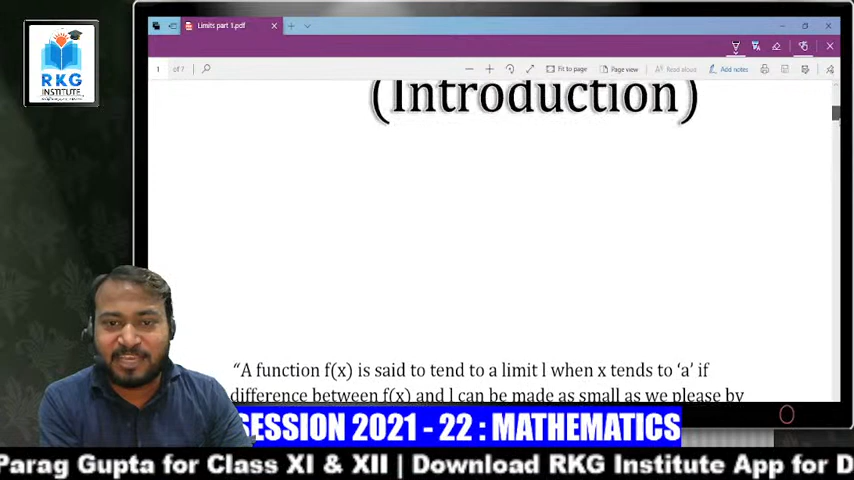 Limits part 1.pdf
1 of 7
Fit to page
Page view
Read aloud
Add notes
RKG
INSTITUTE
(Introduction)
“A function f(x) is said to tend to a limit l when x tends to ‘a’ if
difference between f(x) and l can be made as small as we please by
SESSION 2021 - 22 : MATHEMATICS
Parag Gupta for Class XI & XII | Download RKG Institute App for D